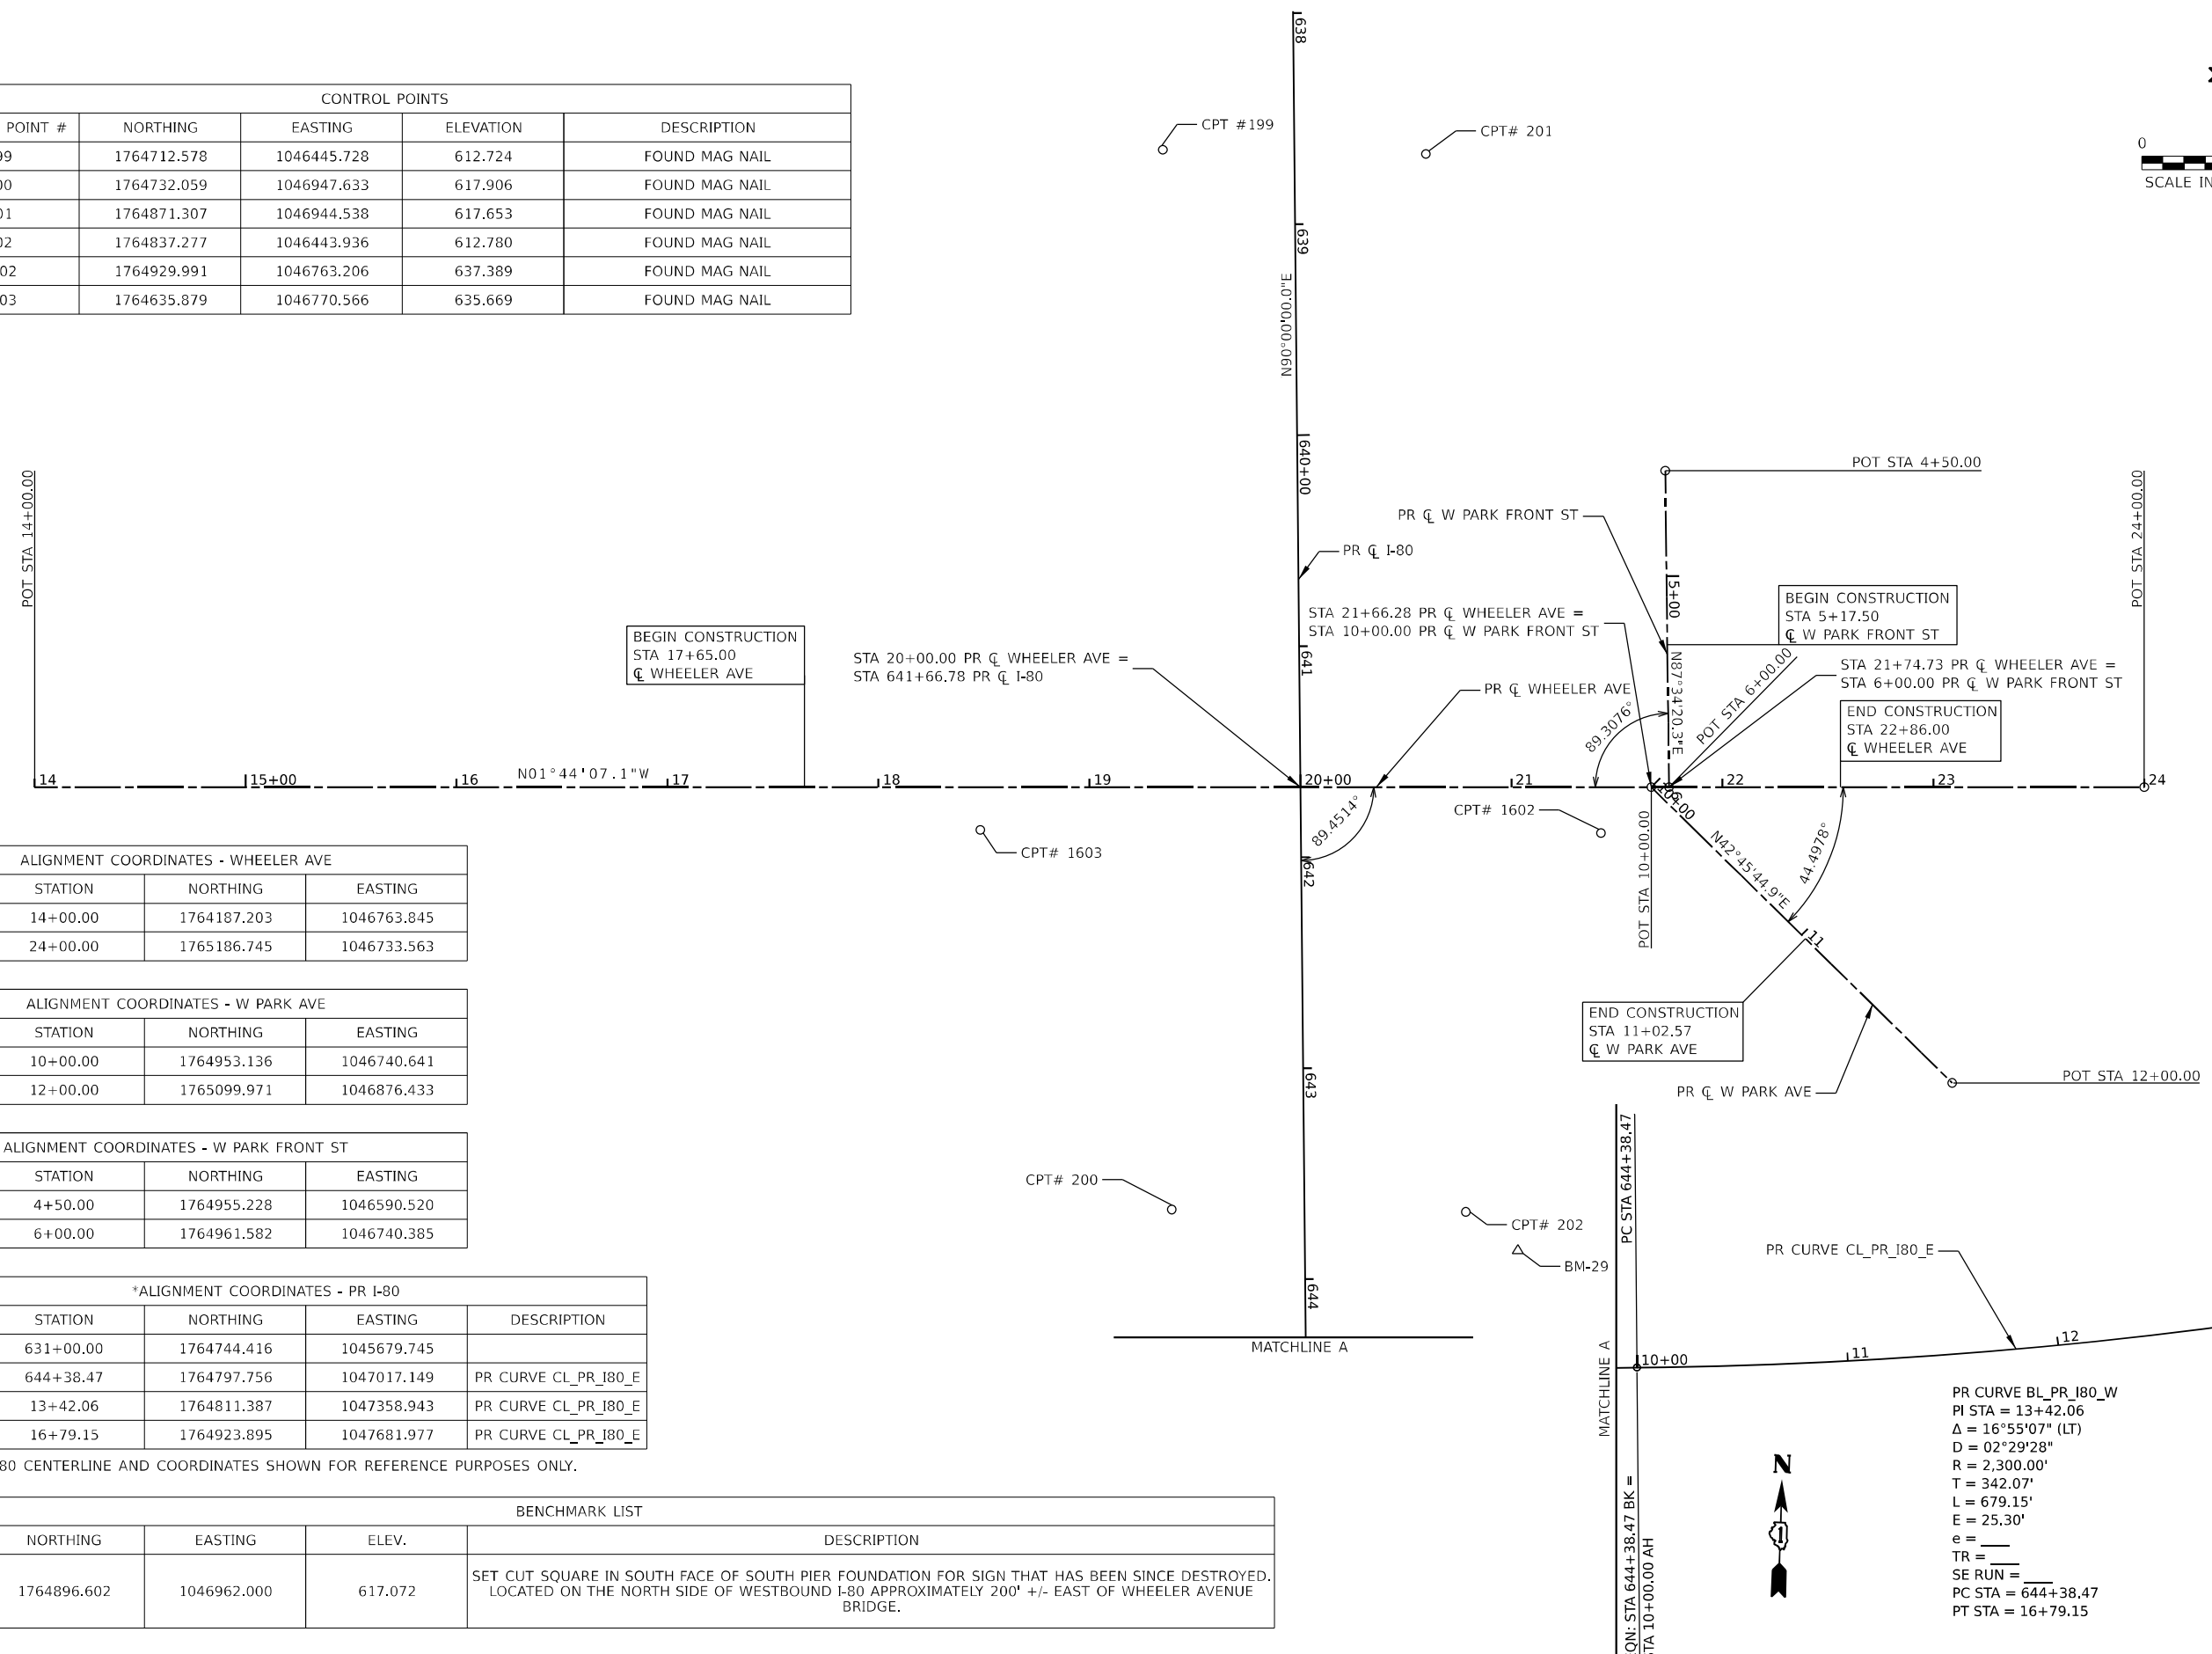 CONTROL POINTS
POINT # NORTHING EASTING ELEVATION DESCRIPTION
99 1764712.578 1046445.728 612.724 FOUND MAG NAIL
00 1764732.059 1046947.633 617.906 FOUND MAG NAIL
01 1764871.307 1046944.538 617.653 FOUND MAG NAIL
02 1764837.277 1046443.936 612.780 FOUND MAG NAIL
02 1764929.991 1046763.206 637.389 FOUND MAG NAIL
03 1764635.879 1046770.566 635.669 FOUND MAG NAIL
638
CPT #199
CPT# 201
0
SCALE IN
639
N90°00'00.0"E
640+00
POT STA 14+00.00
POT STA 4+50.00
POT STA 24+00.00
PR ℄ W PARK FRONT ST
PR ℄ I-80
5+00
BEGIN CONSTRUCTION
STA 5+17.50
℄ W PARK FRONT ST
STA 21+66.28 PR ℄ WHEELER AVE =
STA 10+00.00 PR ℄ W PARK FRONT ST
BEGIN CONSTRUCTION
STA 17+65.00
℄ WHEELER AVE
STA 20+00.00 PR ℄ WHEELER AVE =
STA 641+66.78 PR ℄ I-80
641
PR ℄ WHEELER AVE
N87°34'20.3"E
POT STA 6+00.00
STA 21+74.73 PR ℄ WHEELER AVE =
STA 6+00.00 PR ℄ W PARK FRONT ST
89.3076°
END CONSTRUCTION
STA 22+86.00
℄ WHEELER AVE
14 15+00 16 N01°44'07.1"W 17 18 19 20+00 21 22 23 24
6
10+00
89.4514°
CPT# 1602
CPT# 1603
642
POT STA 10+00.00
N42°45'44.9"E
44.4978°
11
ALIGNMENT COORDINATES - WHEELER AVE
STATION NORTHING EASTING
14+00.00 1764187.203 1046763.845
24+00.00 1765186.745 1046733.563
ALIGNMENT COORDINATES - W PARK AVE
STATION NORTHING EASTING
10+00.00 1764953.136 1046740.641
12+00.00 1765099.971 1046876.433
END CONSTRUCTION
STA 11+02.57
℄ W PARK AVE
643
PR ℄ W PARK AVE
POT STA 12+00.00
ALIGNMENT COORDINATES - W PARK FRONT ST
STATION NORTHING EASTING
4+50.00 1764955.228 1046590.520
6+00.00 1764961.582 1046740.385
CPT# 200
CPT# 202
BM-29
644
MATCHLINE A
PC STA 644+38.47
PR CURVE CL_PR_I80_E
MATCHLINE A
10+00 11 12
*ALIGNMENT COORDINATES - PR I-80
STATION NORTHING EASTING DESCRIPTION
631+00.00 1764744.416 1045679.745
644+38.47 1764797.756 1047017.149 PR CURVE CL_PR_I80_E
13+42.06 1764811.387 1047358.943 PR CURVE CL_PR_I80_E
16+79.15 1764923.895 1047681.977 PR CURVE CL_PR_I80_E
80 CENTERLINE AND COORDINATES SHOWN FOR REFERENCE PURPOSES ONLY.
BENCHMARK LIST
NORTHING EASTING ELEV. DESCRIPTION
1764896.602 1046962.000 617.072
SET CUT SQUARE IN SOUTH FACE OF SOUTH PIER FOUNDATION FOR SIGN THAT HAS BEEN SINCE DESTROYED.
LOCATED ON THE NORTH SIDE OF WESTBOUND I-80 APPROXIMATELY 200' +/- EAST OF WHEELER AVENUE
BRIDGE.
QN: STA 644+38.47 BK =
TA 10+00.00 AH
N
1
PR CURVE BL_PR_I80_W
PI STA = 13+42.06
Δ = 16°55'07" (LT)
D = 02°29'28"
R = 2,300.00'
T = 342.07'
L = 679.15'
E = 25.30'
e = ____
TR = ____
SE RUN = ____
PC STA = 644+38.47
PT STA = 16+79.15